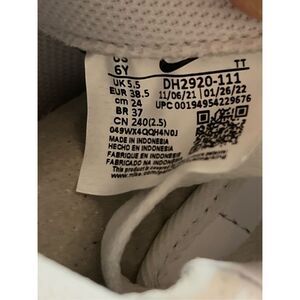 US
6Y
TT
UK 5.5
DH2920-111
EUR 38.5
11/06/21 01/26/22
cm 24
UPC 00194954229676
BR 37
CN 240(2.5)
049WX4QQH4N0J
MADE IN INDONESIA
HECHO EN INDONESIA
FABRIQUE EN INDONESIE
FABRICADO NA INDONESIA